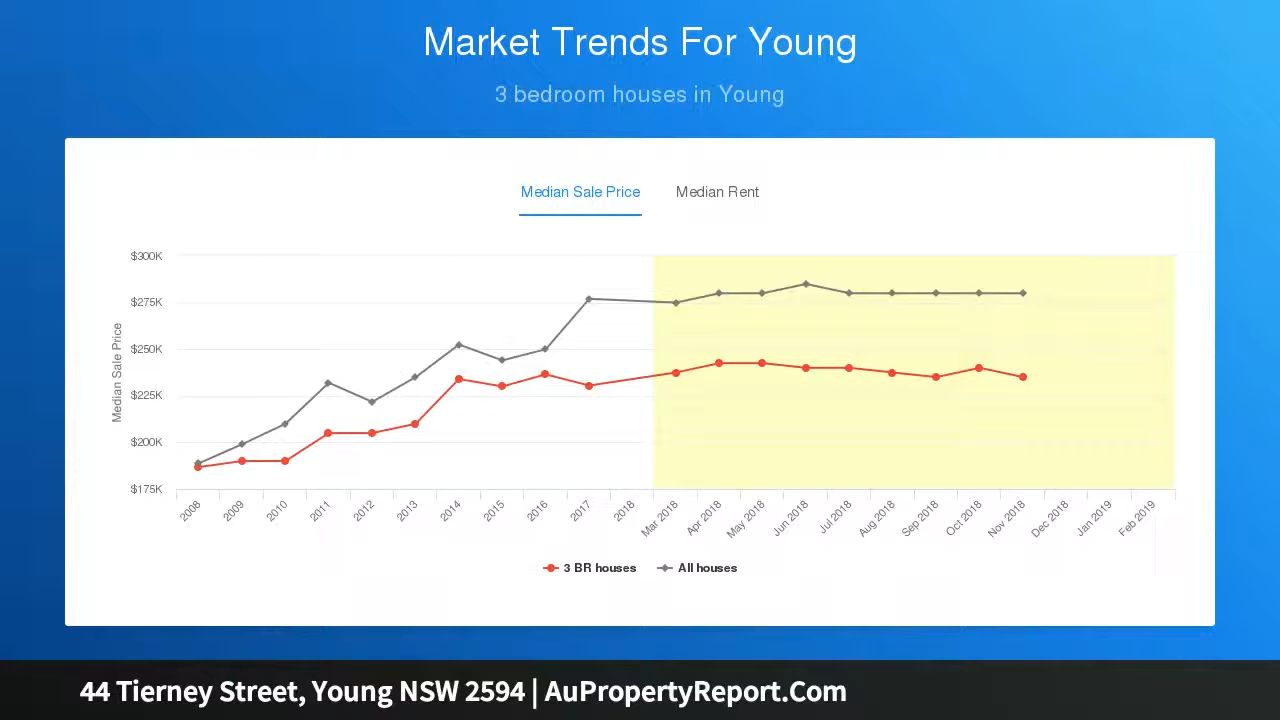 Market Trends For Young
3 bedroom houses in Young
Median Sale Price Median Rent
Median Sale Price
$300K
$275K
$250K
$225K
$200K
$175K
2008 2009 2010 2011 2012 2013 2014 2015 2016 2017 2018 Mar 2018 Apr 2018 May 2018 Jun 2018 Jul 2018 Aug 2018 Sep 2018 Oct 2018 Nov 2018 Dec 2018 Jan 2019 Feb 2019
3 BR houses All houses
44 Tierney Street, Young NSW 2594 | AuPropertyReport.Com